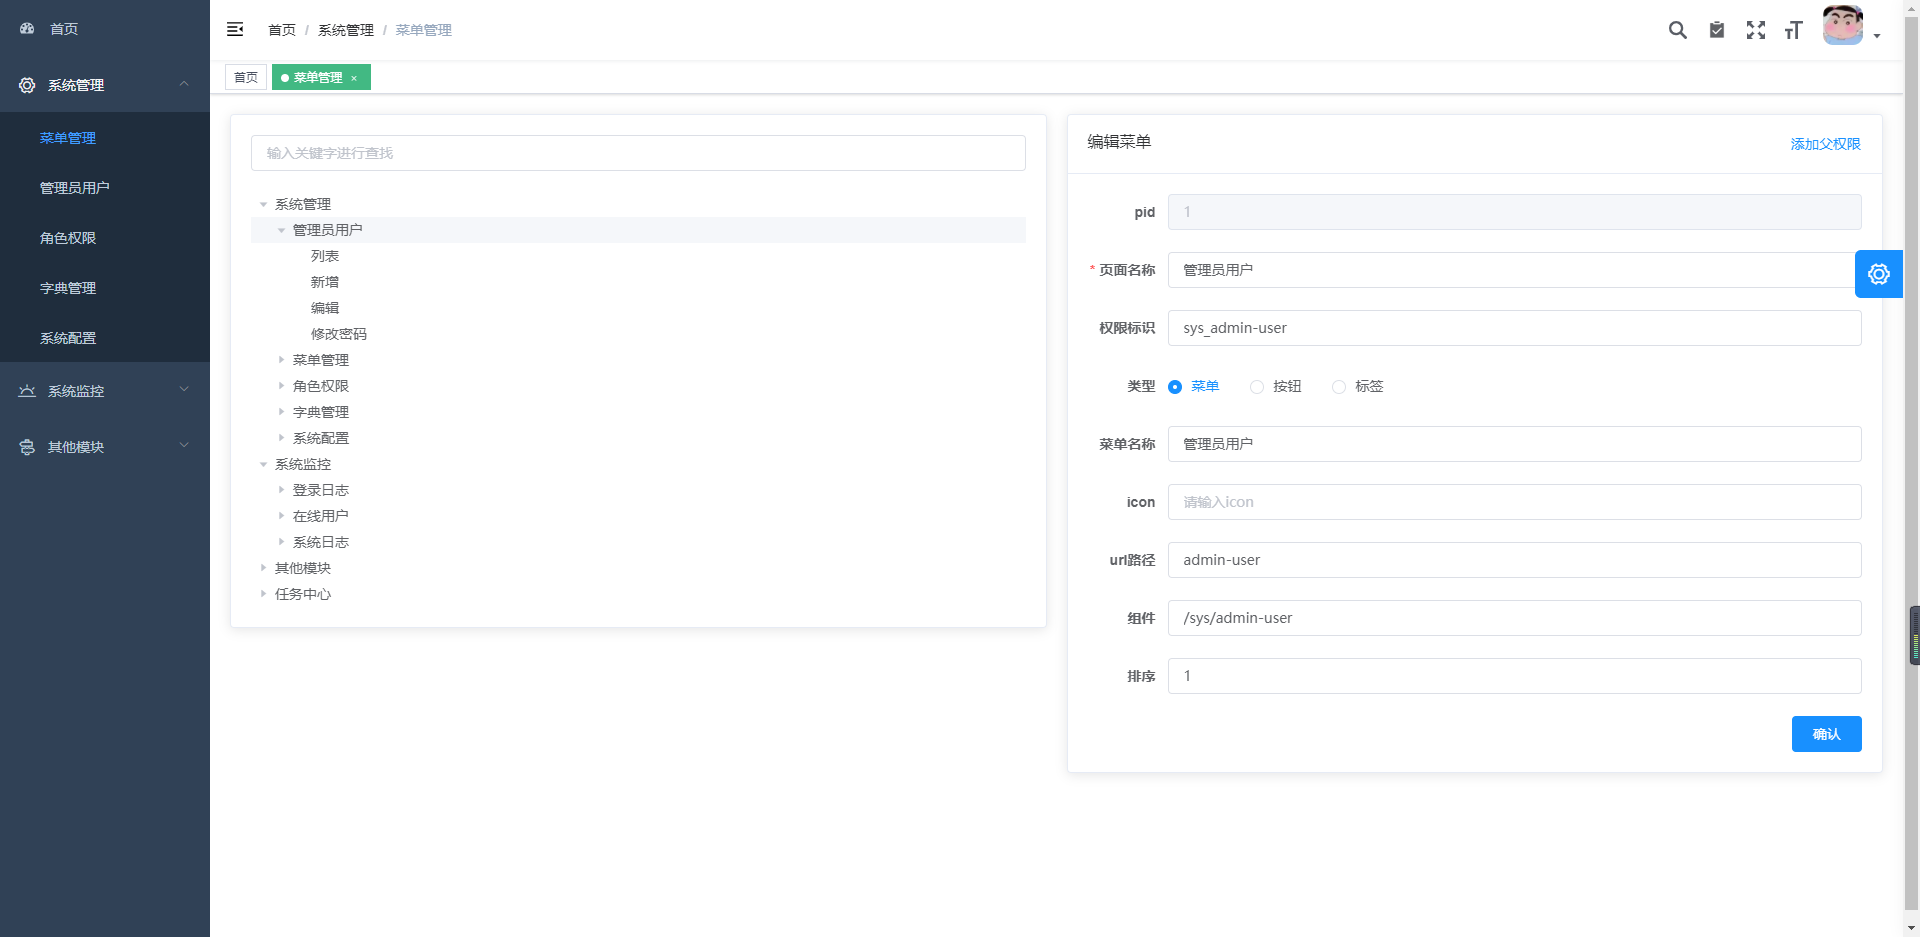 首页
系统管理
菜单管理
管理员用户
角色权限
字典管理
系统配置
系统监控
其他模块
首页 / 系统管理 / 菜单管理
首页
菜单管理 ×
输入关键字进行查找
系统管理
管理员用户
列表
新增
编辑
修改密码
菜单管理
角色权限
字典管理
系统配置
系统监控
登录日志
在线用户
系统日志
其他模块
任务中心
编辑菜单 添加父权限
pid 1
* 页面名称 管理员用户
权限标识 sys_admin-user
类型 菜单 按钮 标签
菜单名称 管理员用户
icon 请输入icon
url路径 admin-user
组件 /sys/admin-user
排序 1
确认